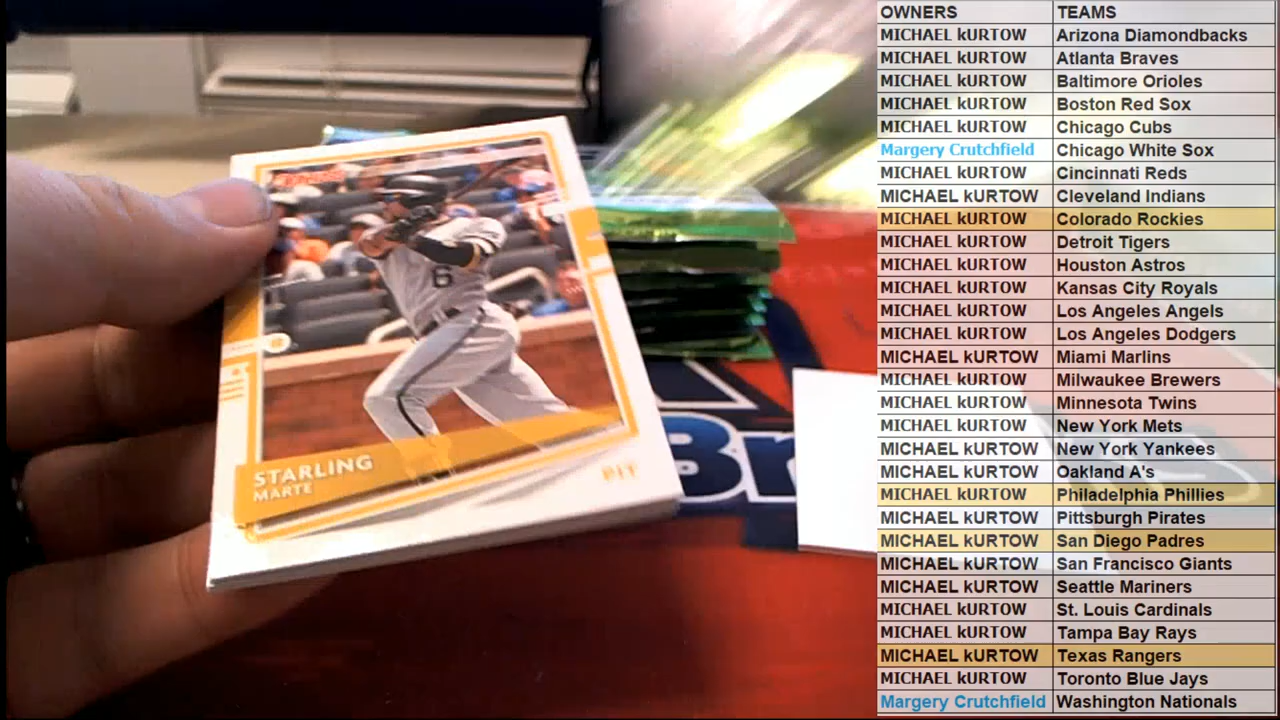 STARLING
MARTE
PIT
6
Br
OWNERS TEAMS
MICHAEL kURTOW Arizona Diamondbacks
MICHAEL kURTOW Atlanta Braves
MICHAEL kURTOW Baltimore Orioles
MICHAEL kURTOW Boston Red Sox
MICHAEL kURTOW Chicago Cubs
Margery Crutchfield Chicago White Sox
MICHAEL kURTOW Cincinnati Reds
MICHAEL kURTOW Cleveland Indians
MICHAEL kURTOW Colorado Rockies
MICHAEL kURTOW Detroit Tigers
MICHAEL kURTOW Houston Astros
MICHAEL kURTOW Kansas City Royals
MICHAEL kURTOW Los Angeles Angels
MICHAEL kURTOW Los Angeles Dodgers
MICHAEL kURTOW Miami Marlins
MICHAEL kURTOW Milwaukee Brewers
MICHAEL kURTOW Minnesota Twins
MICHAEL kURTOW New York Mets
MICHAEL kURTOW New York Yankees
MICHAEL kURTOW Oakland A's
MICHAEL kURTOW Philadelphia Phillies
MICHAEL kURTOW Pittsburgh Pirates
MICHAEL kURTOW San Diego Padres
MICHAEL kURTOW San Francisco Giants
MICHAEL kURTOW Seattle Mariners
MICHAEL kURTOW St. Louis Cardinals
MICHAEL kURTOW Tampa Bay Rays
MICHAEL kURTOW Texas Rangers
MICHAEL kURTOW Toronto Blue Jays
Margery Crutchfield Washington Nationals